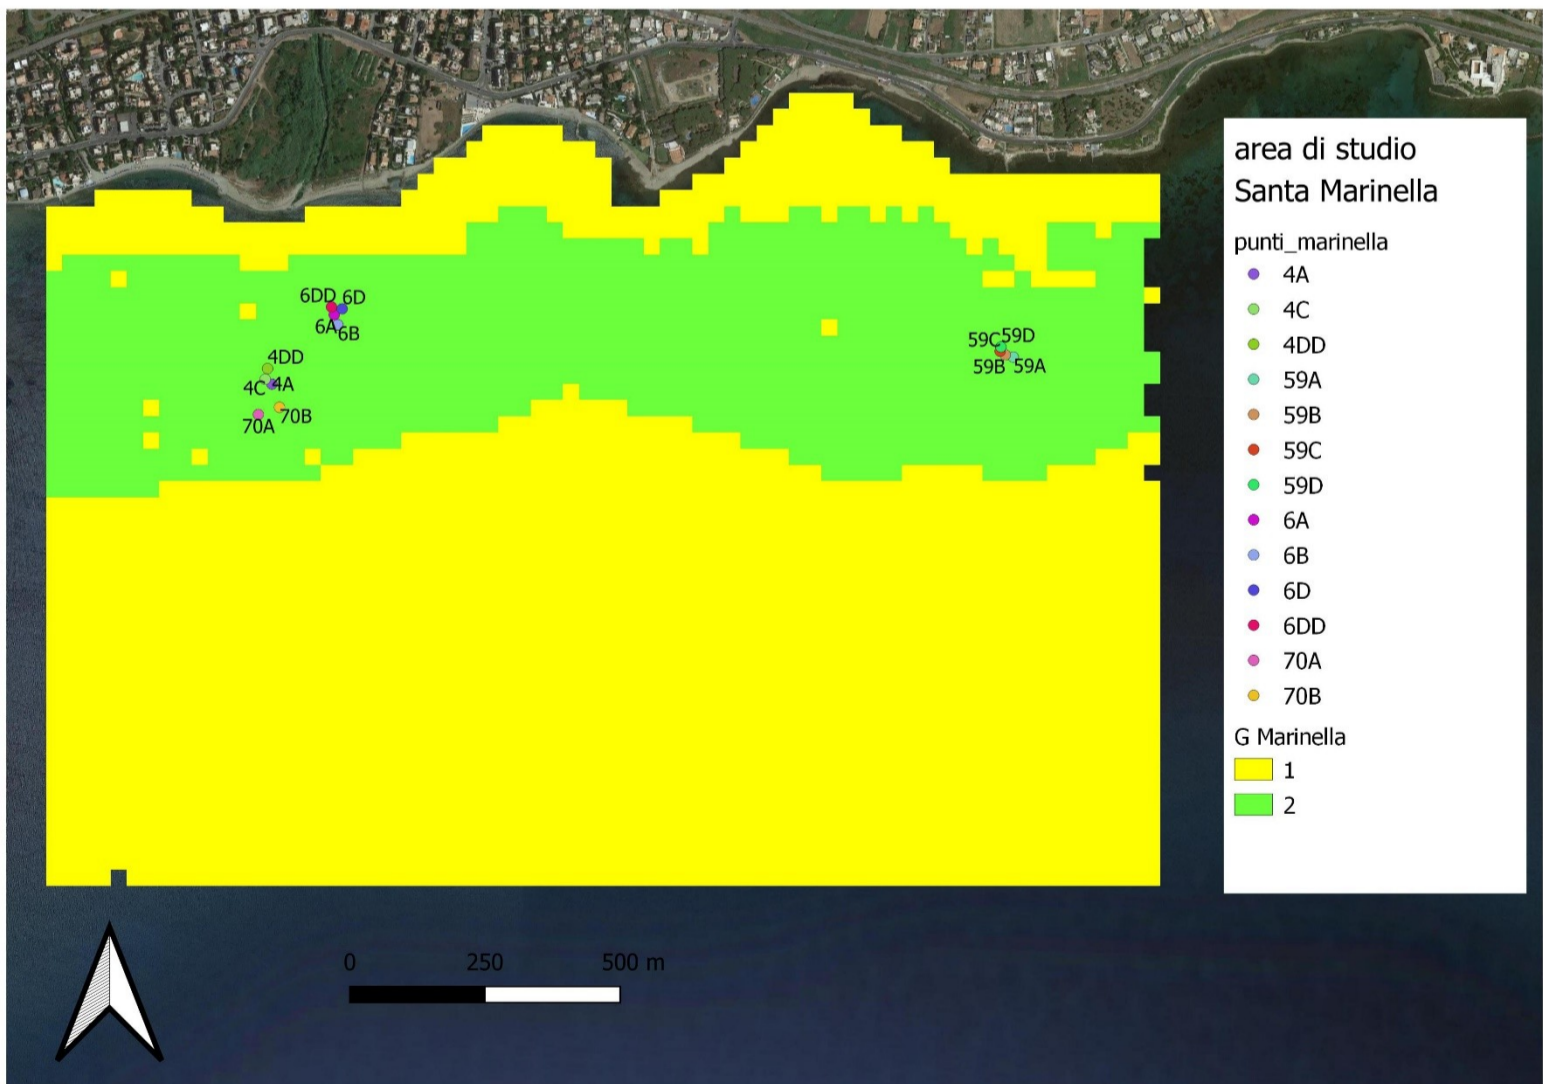 area di studio
Santa Marinella
punti_marinella
4A
4C
4DD
59A
59B
59C
59D
6A
6B
6D
6DD
70A
70B
G Marinella
1
2
6DD 6D
6A 6B
4DD
4C 4A
70A 70B
59C 59D
59B 59A
0 250 500 m